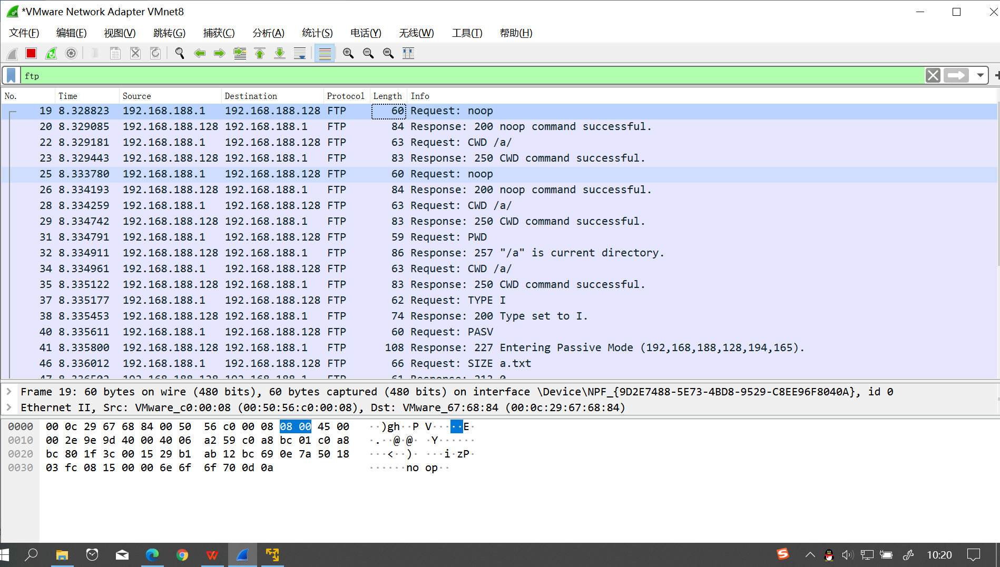 *VMware Network Adapter VMnet8
文件(F) 编辑(E) 视图(V) 跳转(G) 捕获(C) 分析(A) 统计(S) 电话(Y) 无线(W) 工具(T) 帮助(H)
ftp
No. Time Source Destination Protocol Length Info
19 8.328823 192.168.188.1 192.168.188.128 FTP 60 Request: noop
20 8.329085 192.168.188.128 192.168.188.1 FTP 84 Response: 200 noop command successful.
22 8.329181 192.168.188.1 192.168.188.128 FTP 63 Request: CWD /a/
23 8.329443 192.168.188.128 192.168.188.1 FTP 83 Response: 250 CWD command successful.
25 8.333780 192.168.188.1 192.168.188.128 FTP 60 Request: noop
26 8.334193 192.168.188.128 192.168.188.1 FTP 84 Response: 200 noop command successful.
28 8.334259 192.168.188.1 192.168.188.128 FTP 63 Request: CWD /a/
29 8.334742 192.168.188.128 192.168.188.1 FTP 83 Response: 250 CWD command successful.
31 8.334791 192.168.188.1 192.168.188.128 FTP 59 Request: PWD
32 8.334911 192.168.188.128 192.168.188.1 FTP 86 Response: 257 "/a" is current directory.
34 8.334961 192.168.188.1 192.168.188.128 FTP 63 Request: CWD /a/
35 8.335122 192.168.188.128 192.168.188.1 FTP 83 Response: 250 CWD command successful.
37 8.335177 192.168.188.1 192.168.188.128 FTP 62 Request: TYPE I
38 8.335453 192.168.188.128 192.168.188.1 FTP 74 Response: 200 Type set to I.
40 8.335611 192.168.188.1 192.168.188.128 FTP 60 Request: PASV
41 8.335800 192.168.188.128 192.168.188.1 FTP 108 Response: 227 Entering Passive Mode (192,168,188,128,194,165).
46 8.336012 192.168.188.1 192.168.188.128 FTP 66 Request: SIZE a.txt
47 8.336502 192.168.188.128 192.168.188.1 FTP 61 Response: 213 0
Frame 19: 60 bytes on wire (480 bits), 60 bytes captured (480 bits) on interface \Device\NPF_{9D2E7488-5E73-4BD8-9529-C8EE96F8040A}, id 0
Ethernet II, Src: VMware_c0:00:08 (00:50:56:c0:00:08), Dst: VMware_67:68:84 (00:0c:29:67:68:84)
0000 00 0c 29 67 68 84 00 50 56 c0 00 08 08 00 45 00 ··)gh··P V·····E·
0010 00 2e 9e 9d 40 00 40 06 a2 59 c0 a8 bc 01 c0 a8 ·.··@·@· ·Y······
0020 bc 80 1f 3c 00 15 29 b1 ab 12 bc 69 0e 7a 50 18 ···<··)· ···i·zP·
0030 03 fc 08 15 00 00 6e 6f 6f 70 0d 0a ······no op··
10:20